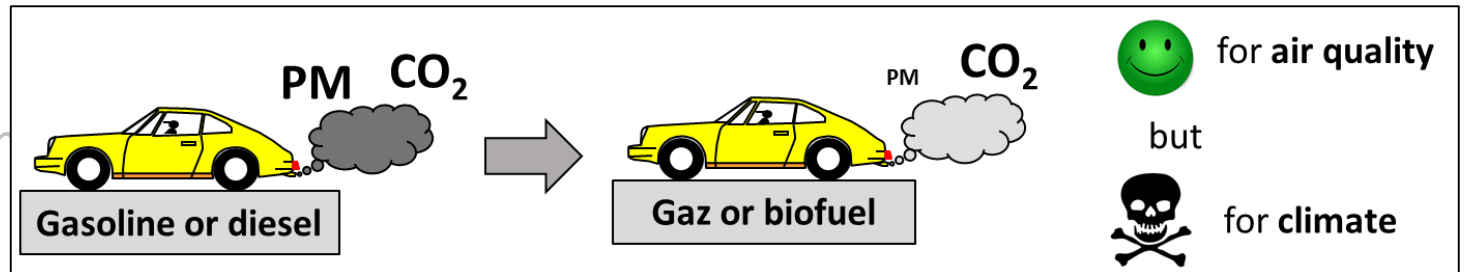 PM CO₂
Gasoline or diesel
PM CO₂
Gaz or biofuel
for air quality
but
for climate